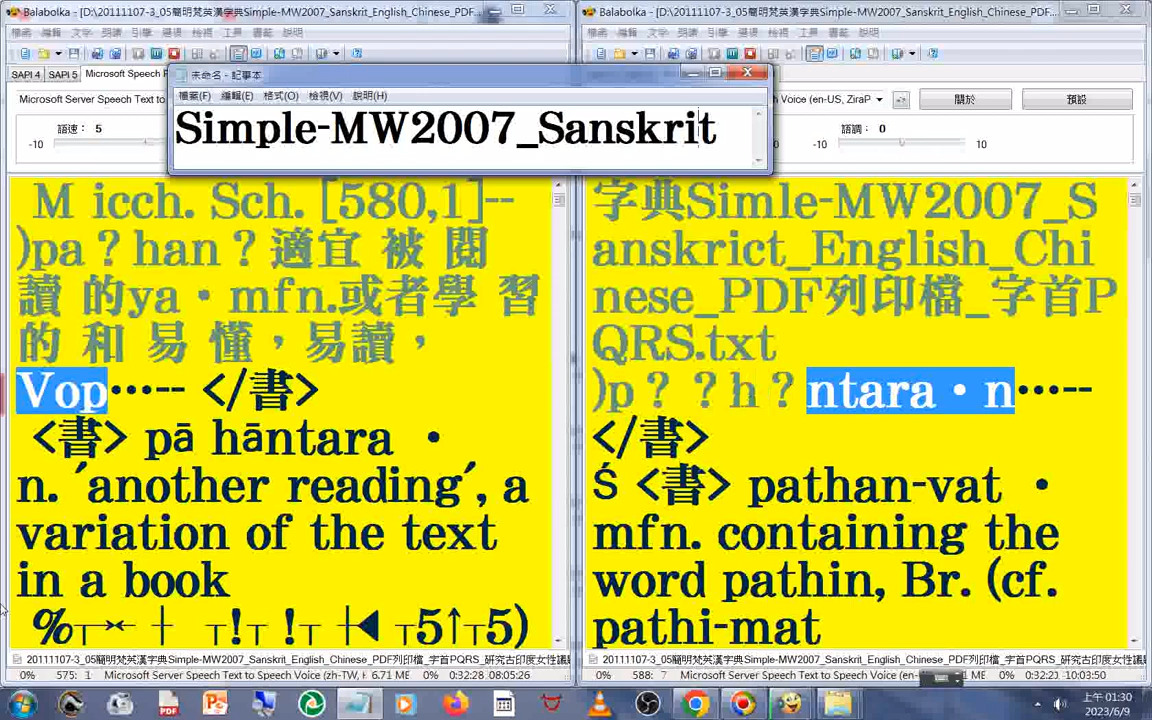 Balabolka - [D:\20111107-3_05簡明梵英漢字典Simple-MW2007_Sanskrit_English_Chinese_PDF...
Balabolka - [D:\20111107-3_05簡明梵英漢字典Simple-MW2007_Sanskrit_English_Chinese_PDF...
SAPI 4 SAPI 5 Microsoft Speech P
未命名 - 記事本
檔案(F) 編輯(E) 格式(O) 檢視(V) 說明(H)
Simple-MW2007_Sanskrit
Microsoft Server Speech Text to
Voice (en-US, ZiraP
關於
預設
語速： 5
-10
語調： 0
-10 10
M icch. Sch. [580,1]--
)pa？han？適宜 被 閱
讀 的ya‧mfn.或者學 習
的 和 易 懂，易讀，
Vop…-- </書>
<書> pā hāntara ‧
n. ′another reading′, a
variation of the text
in a book
字典Simle-MW2007_S
anskrict_English_Chi
nese_PDF列印檔_字首P
QRS.txt
)p？？h？ntara‧n…--
</書>
Ś <書> pathan-vat ‧
mfn. containing the
word pathin, Br. (cf.
pathi-mat
20111107-3_05簡明梵英漢字典Simple-MW2007_Sanskrit_English_Chinese_PDF列印檔_字首PQRS_研究古印度女性議
20111107-3_05簡明梵英漢字典Simple-MW2007_Sanskrit_English_Chinese_PDF列印檔_字首PQRS_研究古印度女性議
0% 575: 1 Microsoft Server Speech Text to Speech Voice (zh-TW, H 6.71 ME 0% 0:32:28 08:05:26
0% 588: 7 Microsoft Server Speech Text to Speech Voice (en- 0% 0:32:21 -10:03:50
上午 01:30
2023/6/9